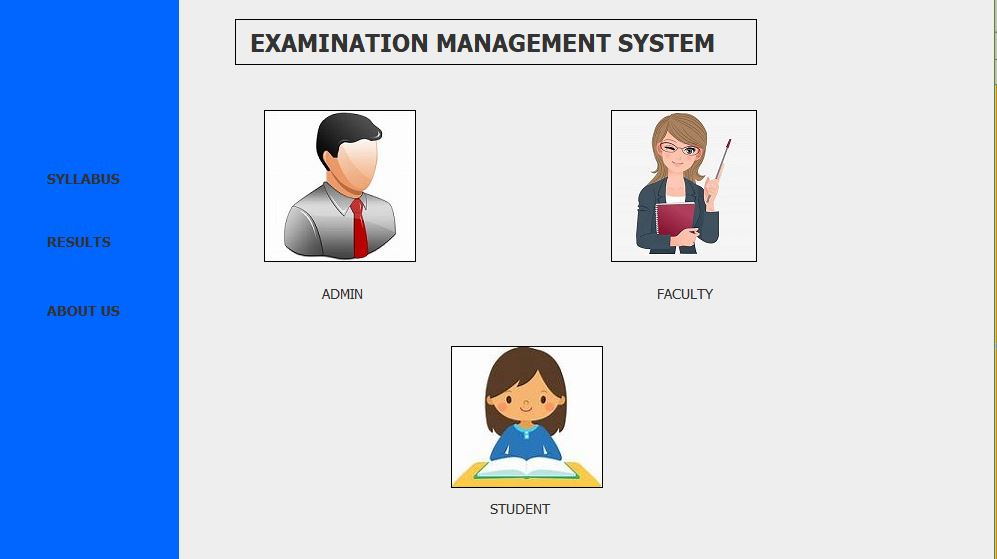 EXAMINATION MANAGEMENT SYSTEM
SYLLABUS
RESULTS
ABOUT US
ADMIN
FACULTY
STUDENT